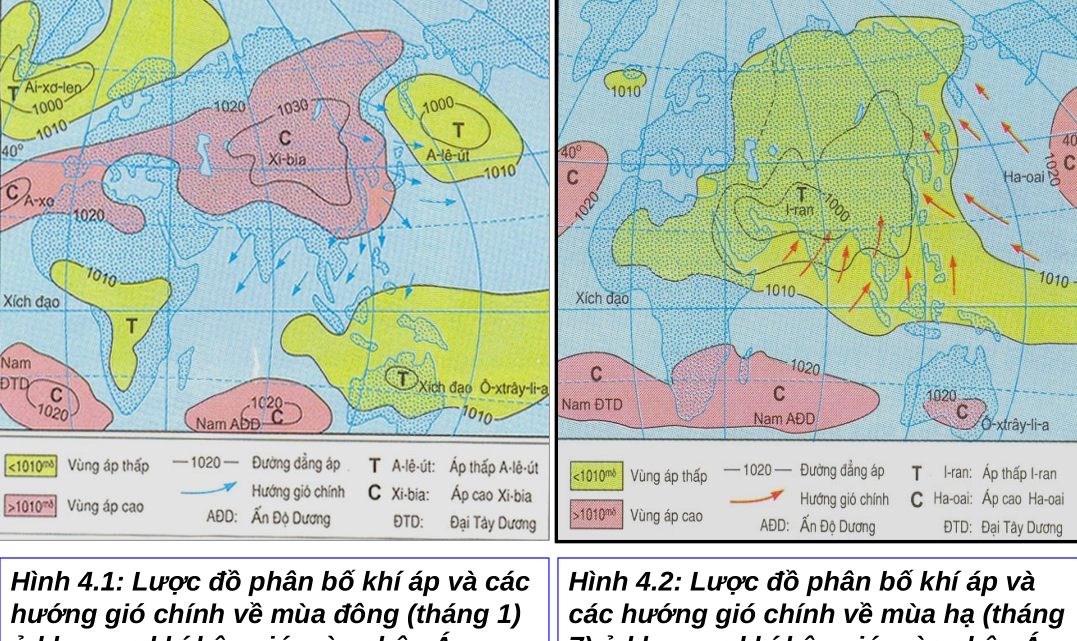 T Ai-xơ-len
1000
1010
1020
1030
C
Xi-bia
1000
T
A-lê-út
1010
40°
C A-xo
1020
1010
Xích đạo
T
Nam
ĐTD
C
1020
1020
C
Nam AĐD
T Xích đạo Ô-xtrây-li-a
1010
<1010mb Vùng áp thấp
>1010mb Vùng áp cao
—1020— Đường đẳng áp
Hướng gió chính
AĐD: Ấn Độ Dương
T A-lê-út: Áp thấp A-lê-út
C Xi-bia: Áp cao Xi-bia
ĐTD: Đại Tây Dương
Hình 4.1: Lược đồ phân bố khí áp và các
hướng gió chính về mùa đông (tháng 1)
1010
40°
C
1020
T
I-ran
1000
40
C
1020
Ha-oai
1010
1010
Xích đạo
C
Nam ĐTD
1020
C
Nam AĐD
1020
C
Ô-xtrây-li-a
<1010mb Vùng áp thấp
>1010mb Vùng áp cao
—1020— Đường đẳng áp
Hướng gió chính
AĐD: Ấn Độ Dương
T I-ran: Áp thấp I-ran
C Ha-oai: Áp cao Ha-oai
ĐTD: Đại Tây Dương
Hình 4.2: Lược đồ phân bố khí áp và
các hướng gió chính về mùa hạ (tháng